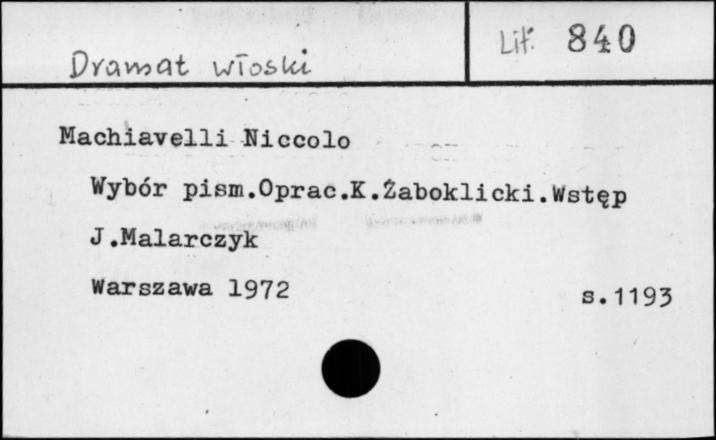 Dramat włoski
Lit. 840
Machiavelli Niccolo
Wybór pism.Oprac.K.Żaboklicki.Wstęp
J.Malarczyk
Warszawa 1972
s.1193